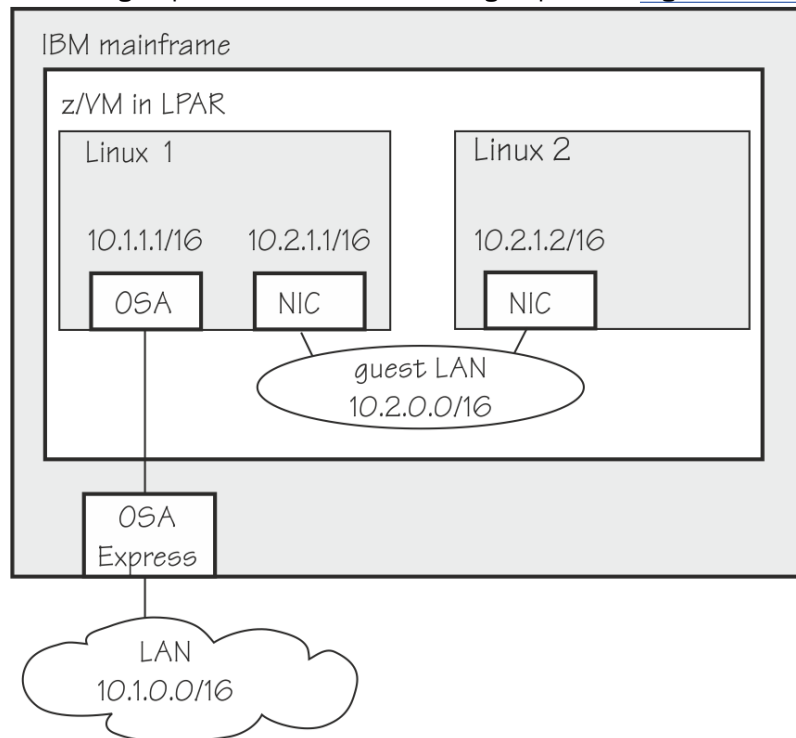 IBM mainframe
z/VM in LPAR
Linux 1
Linux 2
10.1.1.1/16
10.2.1.1/16
10.2.1.2/16
OSA
NIC
NIC
guest LAN
10.2.0.0/16
OSA
Express
LAN
10.1.0.0/16